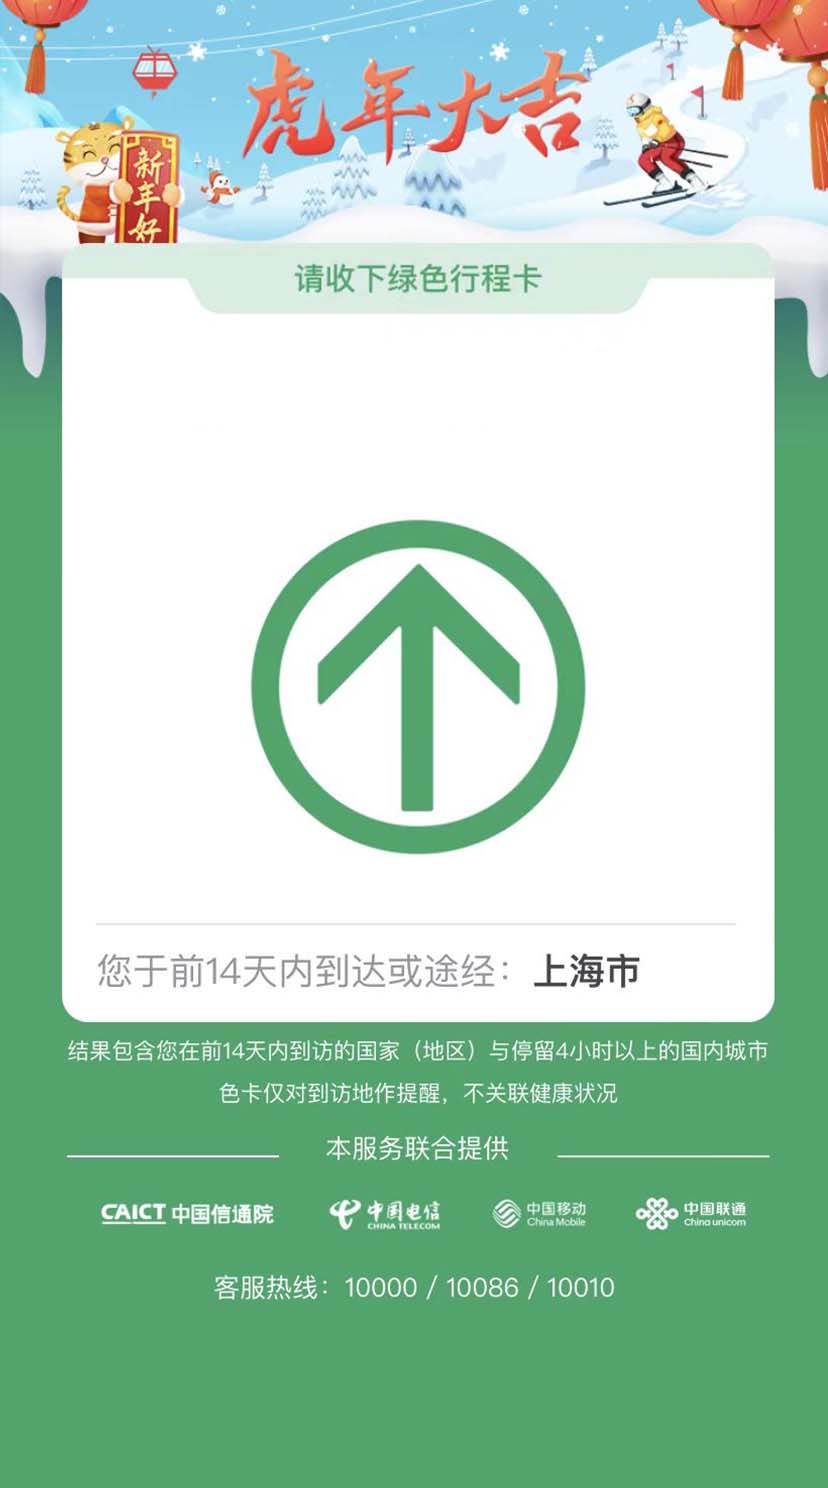 虎年大吉
新年好
请收下绿色行程卡
您于前14天内到达或途经：上海市
结果包含您在前14天内到访的国家（地区）与停留4小时以上的国内城市
色卡仅对到访地作提醒，不关联健康状况
本服务联合提供
CAICT 中国信通院 中国电信 CHINA TELECOM 中国移动 China Mobile 中国联通 China unicom
客服热线：10000 / 10086 / 10010